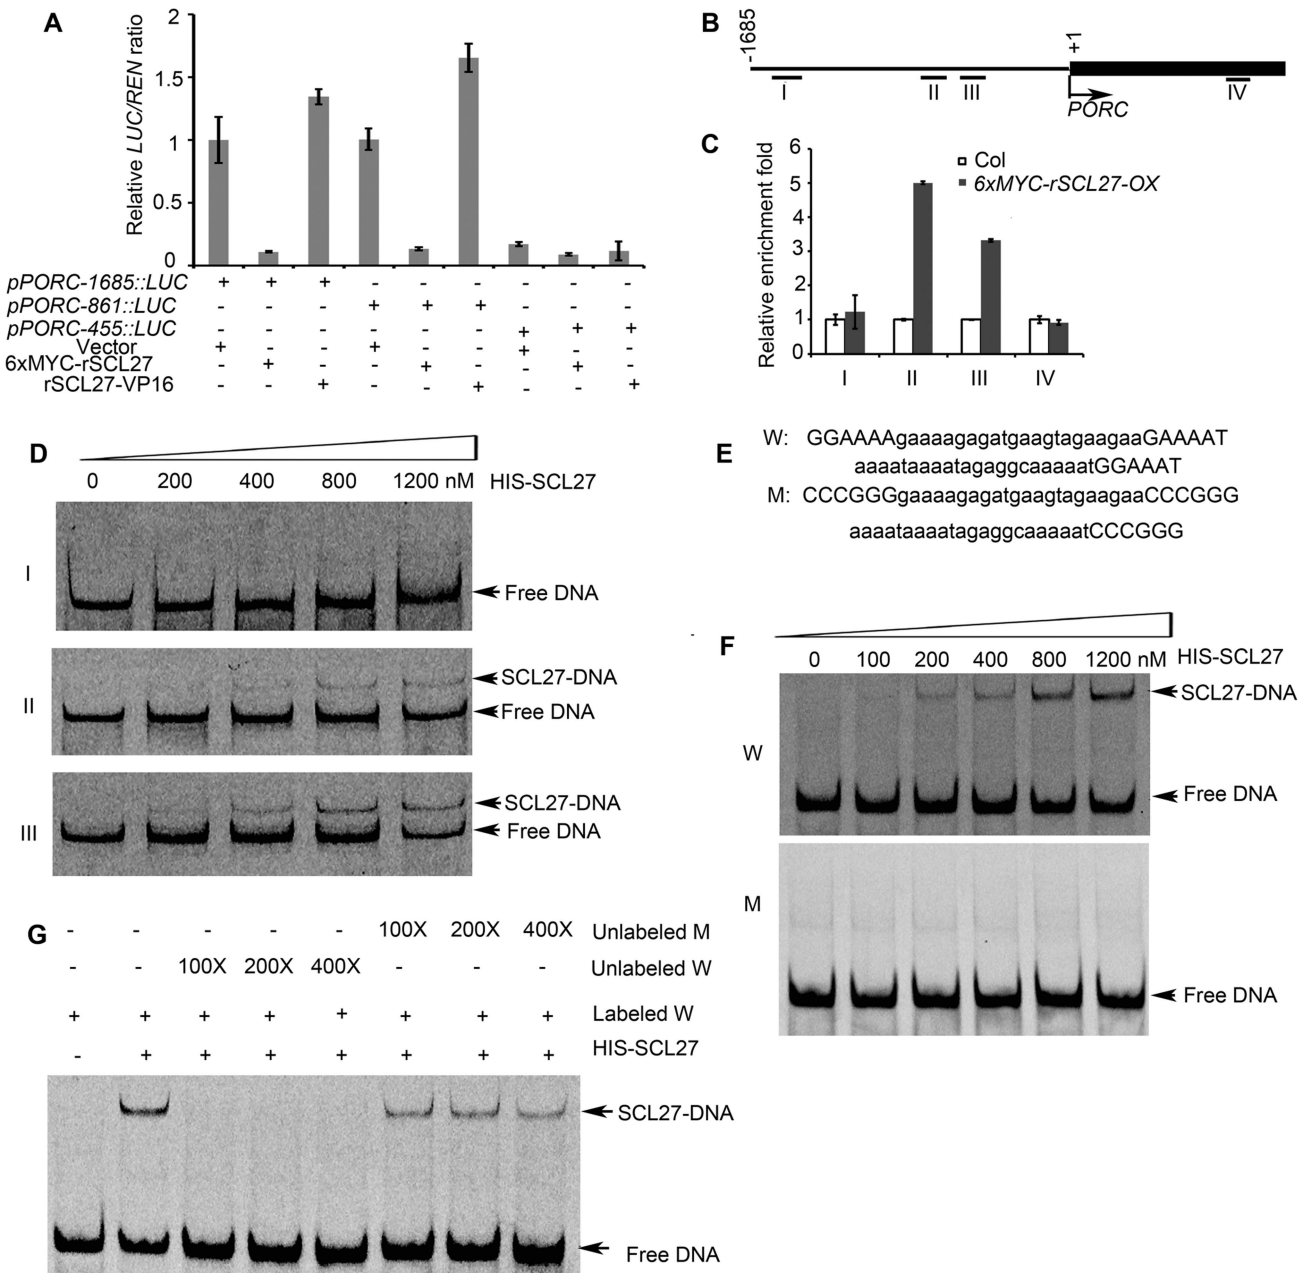 A
Relative LUC/REN ratio
2
1.5
1
0.5
0
pPORC-1685::LUC + + + - - - - - -
pPORC-861::LUC - - - + + + - - -
pPORC-455::LUC - - - - - - + + +
Vector + - - + - - + - -
6xMYC-rSCL27 - + - - + - - + -
rSCL27-VP16 - - + - - + - - +
B
-1685
+1
I II III IV
PORC
C
Relative enrichment fold
6
5
4
3
2
1
0
Col
6xMYC-rSCL27-OX
I II III IV
D
0 200 400 800 1200 nM HIS-SCL27
I
Free DNA
II
SCL27-DNA
Free DNA
III
SCL27-DNA
Free DNA
E
W: GGAAAAgaaaagagatgaagtagaagaaGAAAAT
aaaataaaatagaggcaaaaatGGAAAT
M: CCCGGGgaaaagagatgaagtagaagaaCCCGGG
aaaataaaatagaggcaaaaatCCCGGG
F
0 100 200 400 800 1200 nM HIS-SCL27
W
SCL27-DNA
Free DNA
M
Free DNA
G
- - - - - 100X 200X 400X Unlabeled M
- - 100X 200X 400X - - - Unlabeled W
+ + + + + + + + Labeled W
- + + + + + + + HIS-SCL27
SCL27-DNA
Free DNA